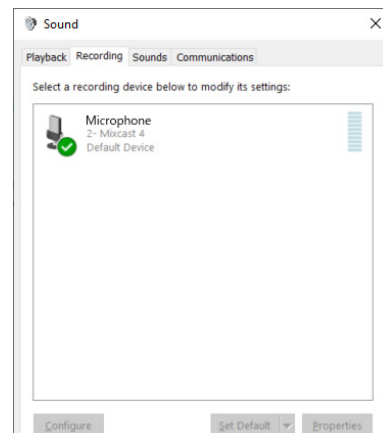 Sound
Playback Recording Sounds Communications
Select a recording device below to modify its settings:
Microphone
2- Mixcast 4
Default Device
Configure Set Default Properties